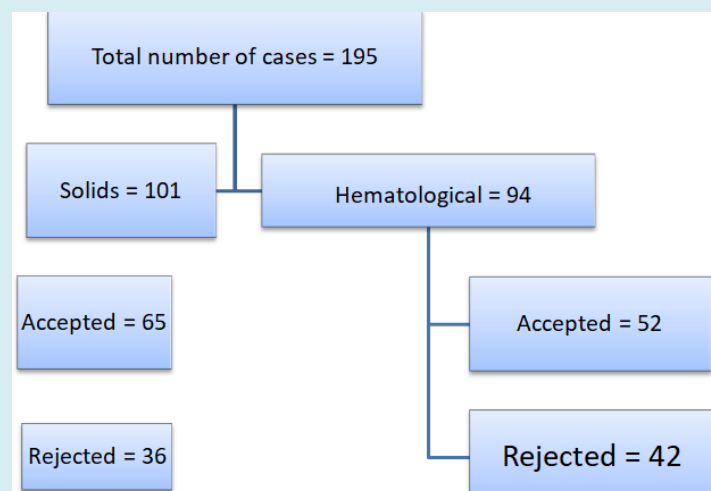 Total number of cases = 195
Solids = 101
Hematological = 94
Accepted = 65
Accepted = 52
Rejected = 36
Rejected = 42